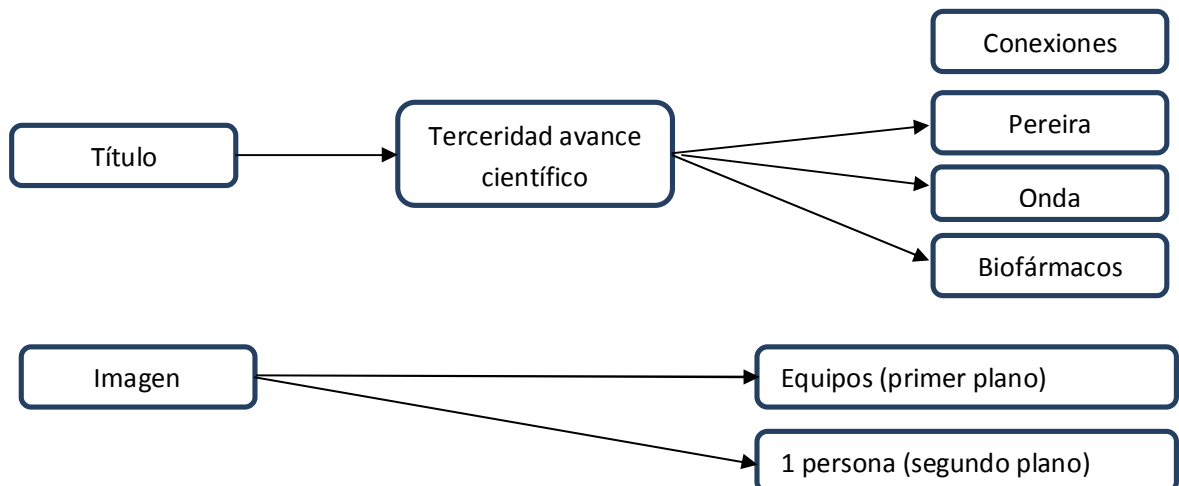 Conexiones
Título
Terceridad avance
científico
Pereira
Onda
Biofármacos
Imagen
Equipos (primer plano)
1 persona (segundo plano)